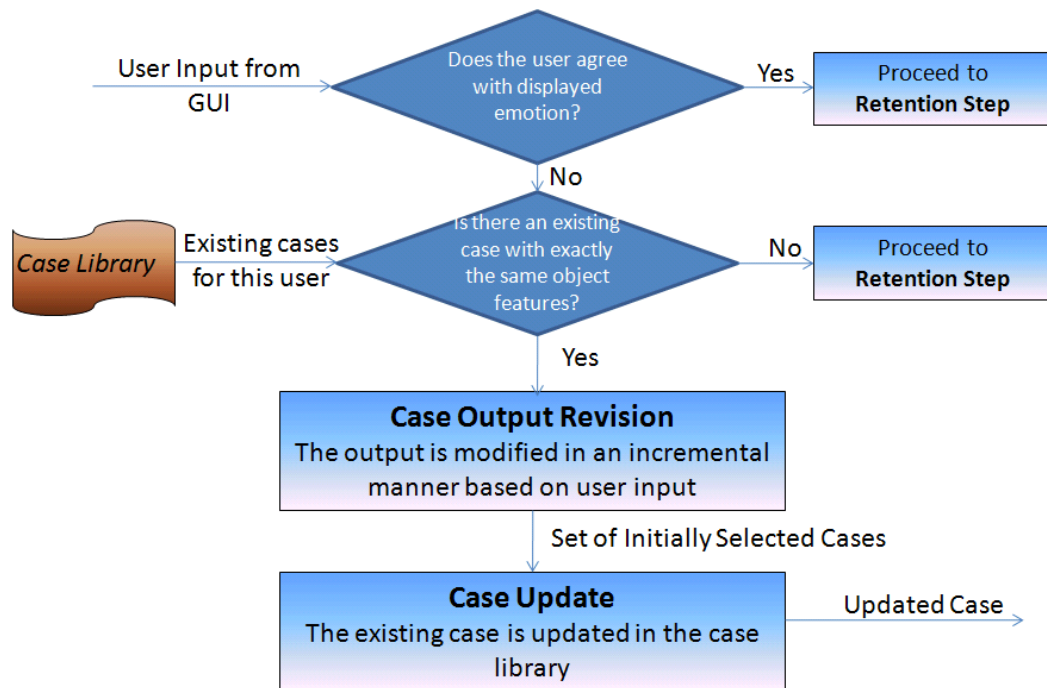 User Input from
GUI
Does the user agree
with displayed
emotion?
Yes
Proceed to
Retention Step
No
Case Library
Existing cases
for this user
Is there an existing
case with exactly
the same object
features?
No
Proceed to
Retention Step
Yes
Case Output Revision
The output is modified in an incremental
manner based on user input
Set of Initially Selected Cases
Case Update
The existing case is updated in the case
library
Updated Case